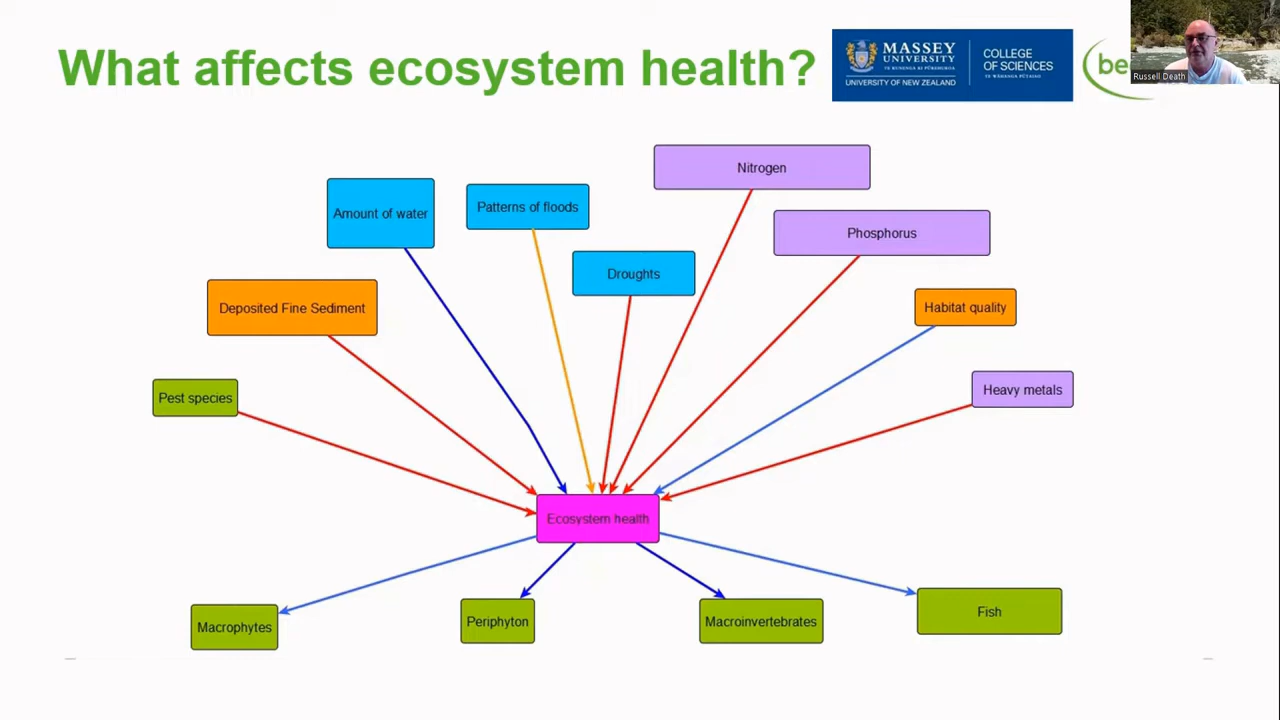 What affects ecosystem health?
MASSEY
UNIVERSITY
UNIVERSITY OF NEW ZEALAND
COLLEGE
OF SCIENCES
be
Russell Death
Nitrogen
Amount of water
Patterns of floods
Phosphorus
Droughts
Deposited Fine Sediment
Habitat quality
Pest species
Heavy metals
Ecosystem health
Macrophytes
Periphyton
Macroinvertebrates
Fish